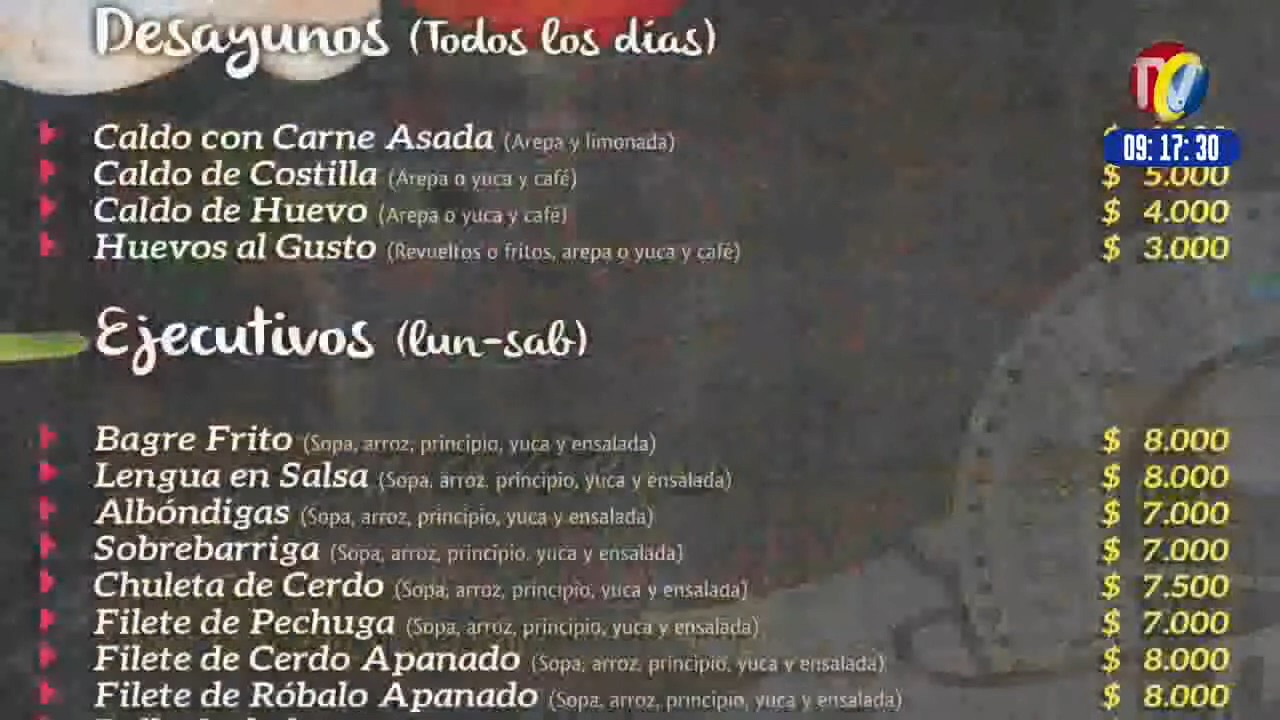 Desayunos (Todos los días)
Caldo con Carne Asada (Arepa y limonada) $
09:17:30
Caldo de Costilla (Arepa o yuca y café) $ 5.000
Caldo de Huevo (Arepa o yuca y café) $ 4.000
Huevos al Gusto (Revueltos o fritos, arepa o yuca y café) $ 3.000
Ejecutivos (lun-sab)
Bagre Frito (Sopa, arroz, principio, yuca y ensalada) $ 8.000
Lengua en Salsa (Sopa, arroz, principio, yuca y ensalada) $ 8.000
Albóndigas (Sopa, arroz, principio, yuca y ensalada) $ 7.000
Sobrebarriga (Sopa, arroz, principio, yuca y ensalada) $ 7.000
Chuleta de Cerdo (Sopa, arroz, principio, yuca y ensalada) $ 7.500
Filete de Pechuga (Sopa, arroz, principio, yuca y ensalada) $ 7.000
Filete de Cerdo Apanado (Sopa, arroz, principio, yuca y ensalada) $ 8.000
Filete de Róbalo Apanado (Sopa, arroz, principio, yuca y ensalada) $ 8.000